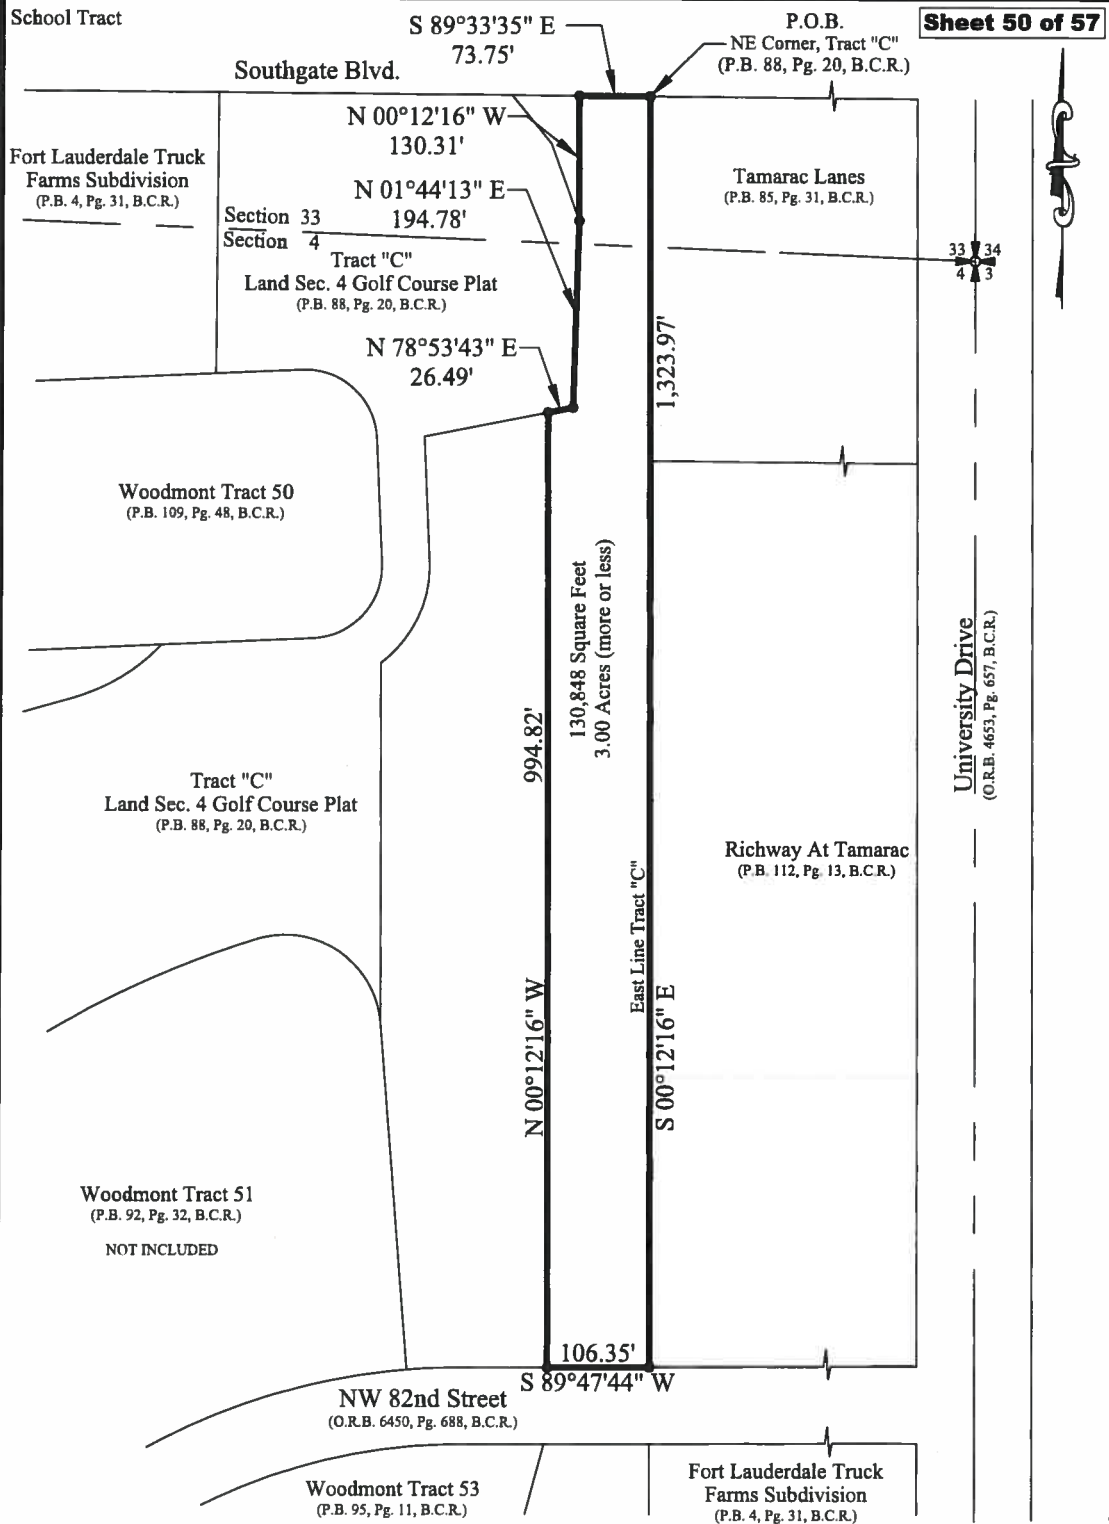 School Tract
Sheet 50 of 57
S 89°33'35" E
73.75'
P.O.B.
NE Corner, Tract "C"
(P.B. 88, Pg. 20, B.C.R.)
Southgate Blvd.
N 00°12'16" W
130.31'
Fort Lauderdale Truck
Farms Subdivision
(P.B. 4, Pg. 31, B.C.R.)
N 01°44'13" E
194.78'
Tamarac Lanes
(P.B. 85, Pg. 31, B.C.R.)
Section 33
Section 4
33 34
4 3
Tract "C"
Land Sec. 4 Golf Course Plat
(P.B. 88, Pg. 20, B.C.R.)
N 78°53'43" E
26.49'
1,323.97'
Woodmont Tract 50
(P.B. 109, Pg. 48, B.C.R.)
130,848 Square Feet
3.00 Acres (more or less)
University Drive
(O.R.B. 4653, Pg. 657, B.C.R.)
994.82'
Tract "C"
Land Sec. 4 Golf Course Plat
(P.B. 88, Pg. 20, B.C.R.)
Richway At Tamarac
(P.B. 112, Pg. 13, B.C.R.)
East Line Tract "C"
N 00°12'16" W
S 00°12'16" E
Woodmont Tract 51
(P.B. 92, Pg. 32, B.C.R.)
NOT INCLUDED
106.35'
S 89°47'44" W
NW 82nd Street
(O.R.B. 6450, Pg. 688, B.C.R.)
Woodmont Tract 53
(P.B. 95, Pg. 11, B.C.R.)
Fort Lauderdale Truck
Farms Subdivision
(P.B. 4, Pg. 31, B.C.R.)